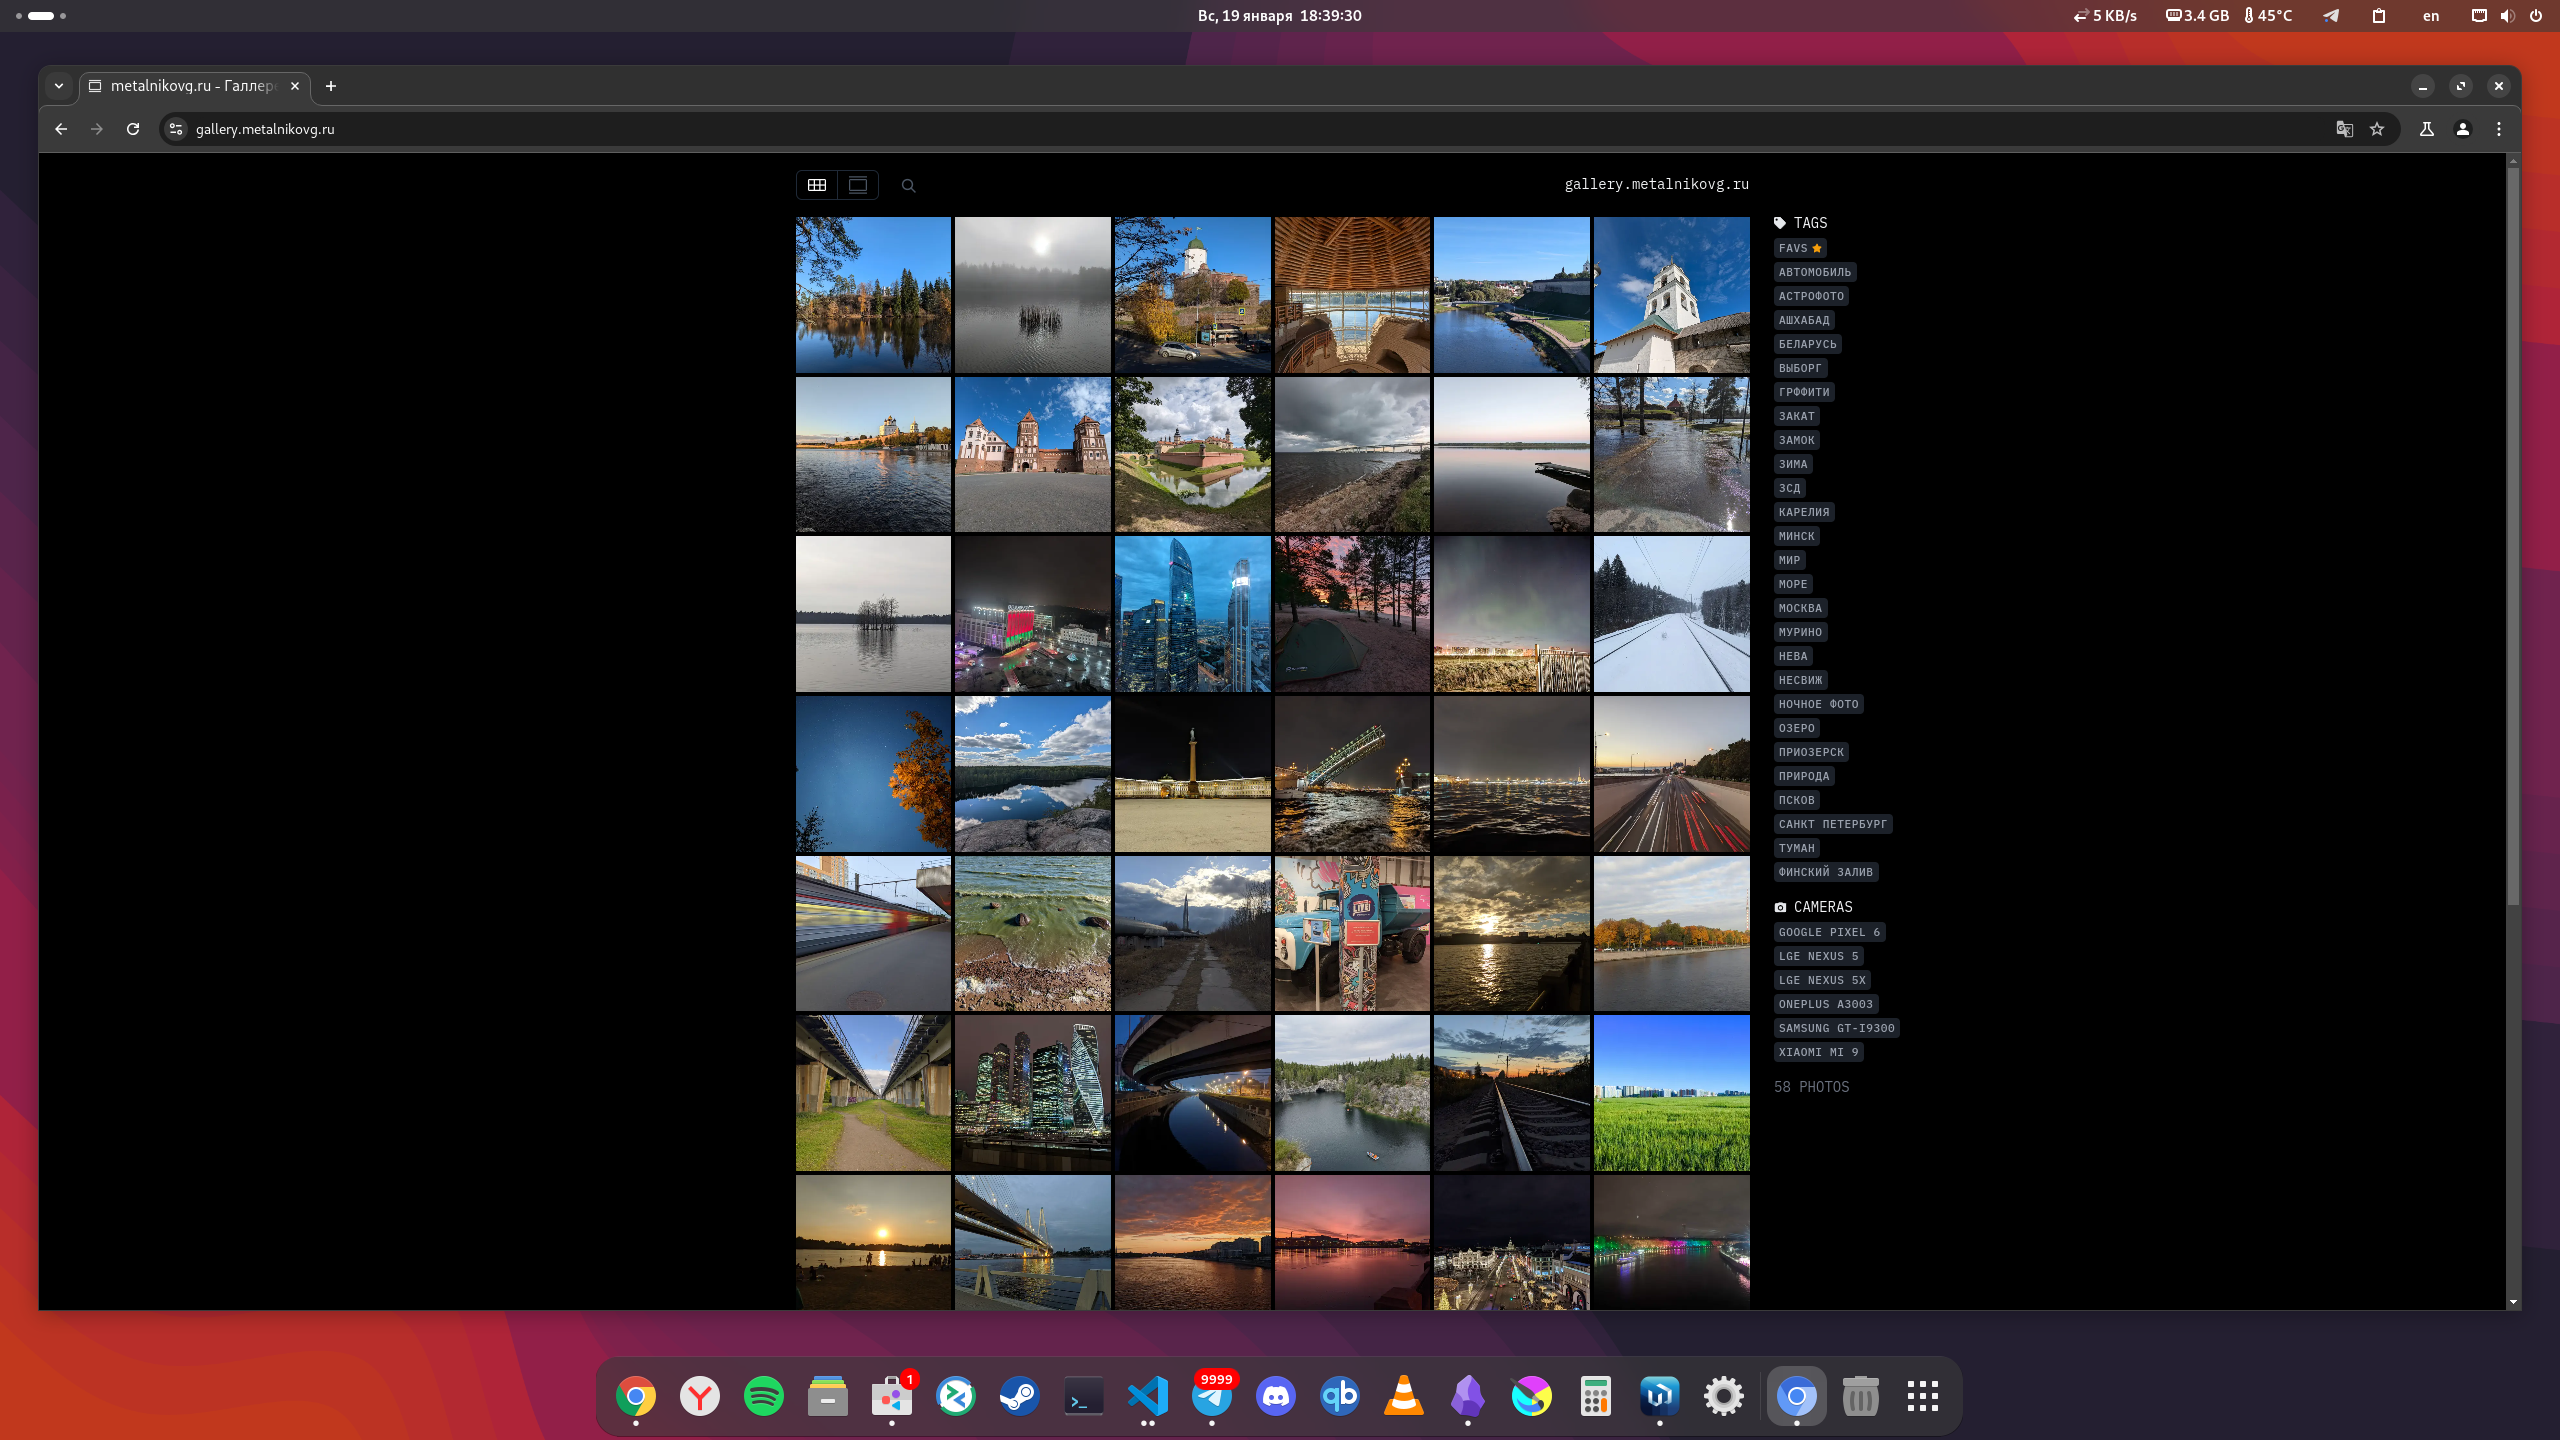 Вс, 19 января 18:39:30
5 KB/s
3.4 GB
45°C
en
metalnikovg.ru - Галлер
gallery.metalnikovg.ru
gallery.metalnikovg.ru
TAGS
FAVS
АВТОМОБИЛЬ
АСТРОФОТО
АШХАБАД
БЕЛАРУСЬ
ВЫБОРГ
ГРФФИТИ
ЗАКАТ
ЗАМОК
ЗИМА
ЗСД
КАРЕЛИЯ
МИНСК
МИР
МОРЕ
МОСКВА
МУРИНО
НЕВА
НЕСВИЖ
НОЧНОЕ ФОТО
ОЗЕРО
ПРИОЗЕРСК
ПРИРОДА
ПСКОВ
САНКТ ПЕТЕРБУРГ
ТУМАН
ФИНСКИЙ ЗАЛИВ
CAMERAS
GOOGLE PIXEL 6
LGE NEXUS 5
LGE NEXUS 5X
ONEPLUS A3003
SAMSUNG GT-I9300
XIAOMI MI 9
58 PHOTOS
LIVE!
1
9999
qb